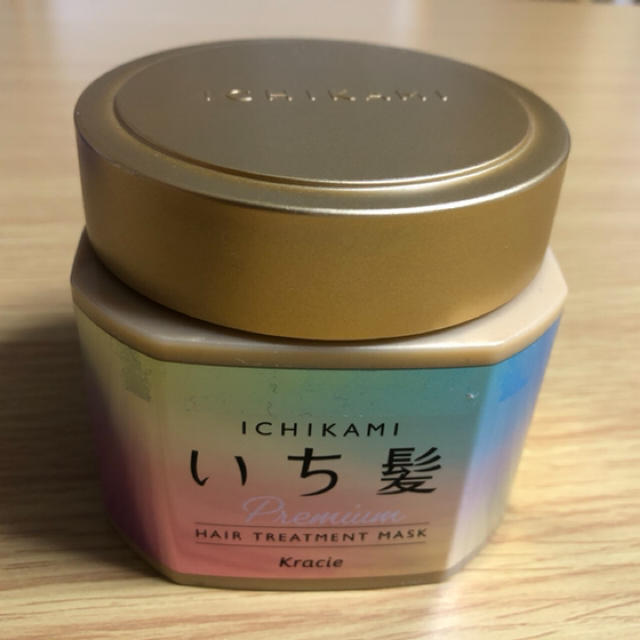 ICHIKAMI
ICHIKAMI
いち髪
Premium
HAIR TREATMENT MASK
Kracie